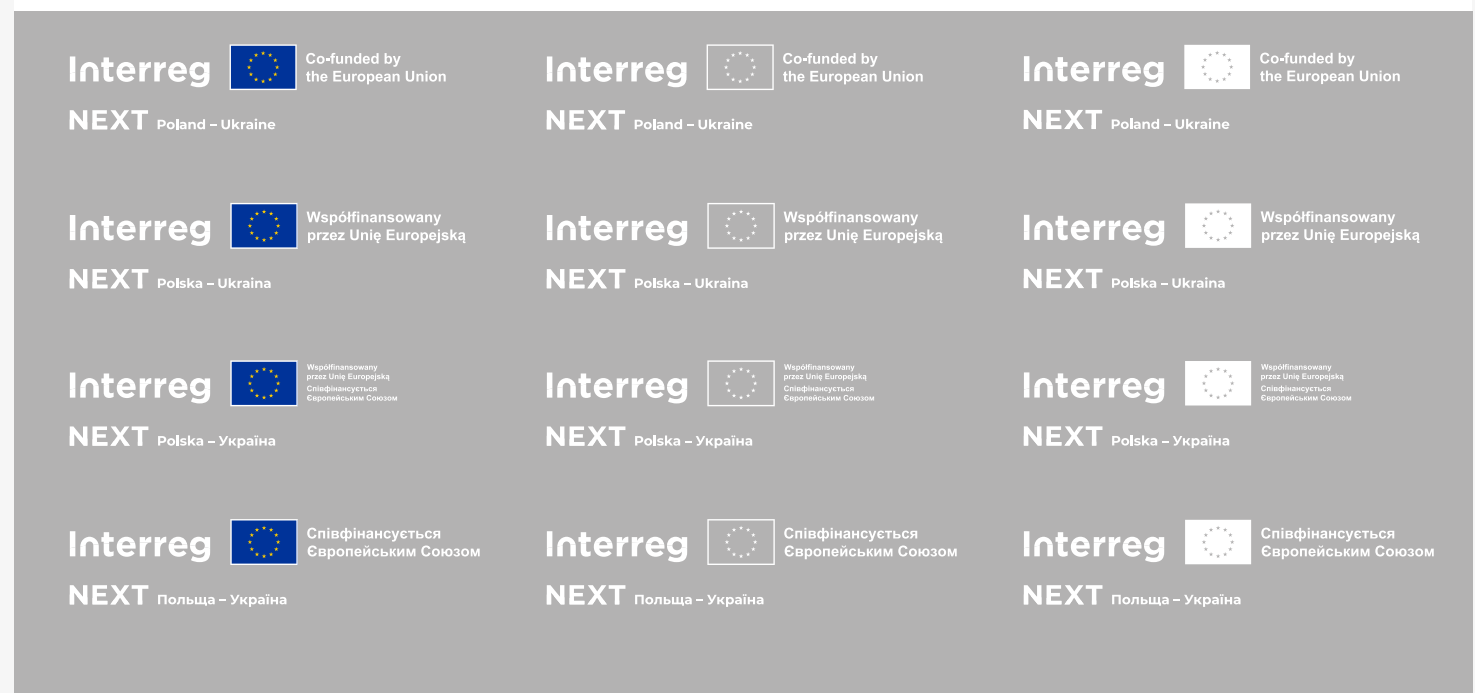 Interreg Co-funded by
the European Union
NEXT Poland – Ukraine
Interreg Co-funded by
the European Union
NEXT Poland – Ukraine
Interreg Co-funded by
the European Union
NEXT Poland – Ukraine
Interreg Współfinansowany
przez Unię Europejską
NEXT Polska – Ukraina
Interreg Współfinansowany
przez Unię Europejską
NEXT Polska – Ukraina
Interreg Współfinansowany
przez Unię Europejską
NEXT Polska – Ukraina
Interreg Współfinansowany
przez Unię Europejską
Співфінансується
Європейським Союзом
NEXT Polska – Україна
Interreg Współfinansowany
przez Unię Europejską
Співфінансується
Європейським Союзом
NEXT Polska – Україна
Interreg Współfinansowany
przez Unię Europejską
Співфінансується
Європейським Союзом
NEXT Polska – Україна
Interreg Співфінансується
Європейським Союзом
NEXT Польща – Україна
Interreg Співфінансується
Європейським Союзом
NEXT Польща – Україна
Interreg Співфінансується
Європейським Союзом
NEXT Польща – Україна